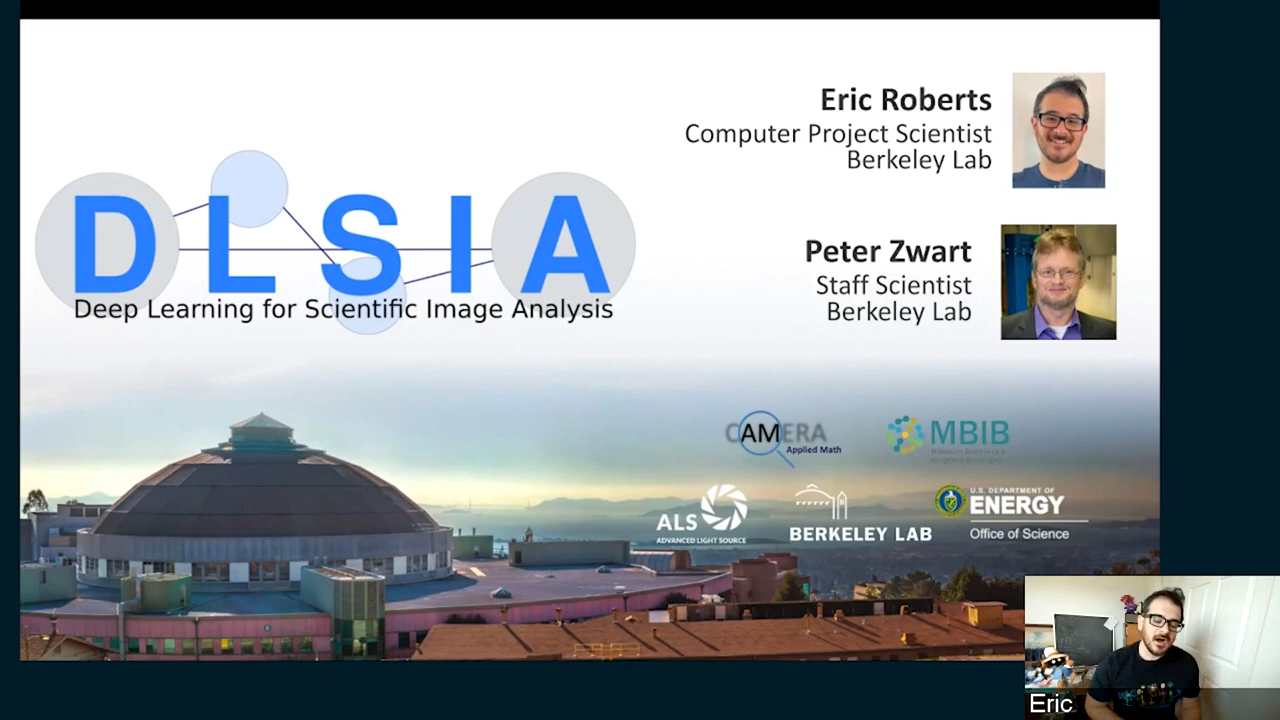 Eric Roberts
Computer Project Scientist
Berkeley Lab
D L S I A
Deep Learning for Scientific Image Analysis
Peter Zwart
Staff Scientist
Berkeley Lab
CAMERA
Applied Math
MBIB
ALS
ADVANCED LIGHT SOURCE
BERKELEY LAB
U.S. DEPARTMENT OF
ENERGY
Office of Science
Eric